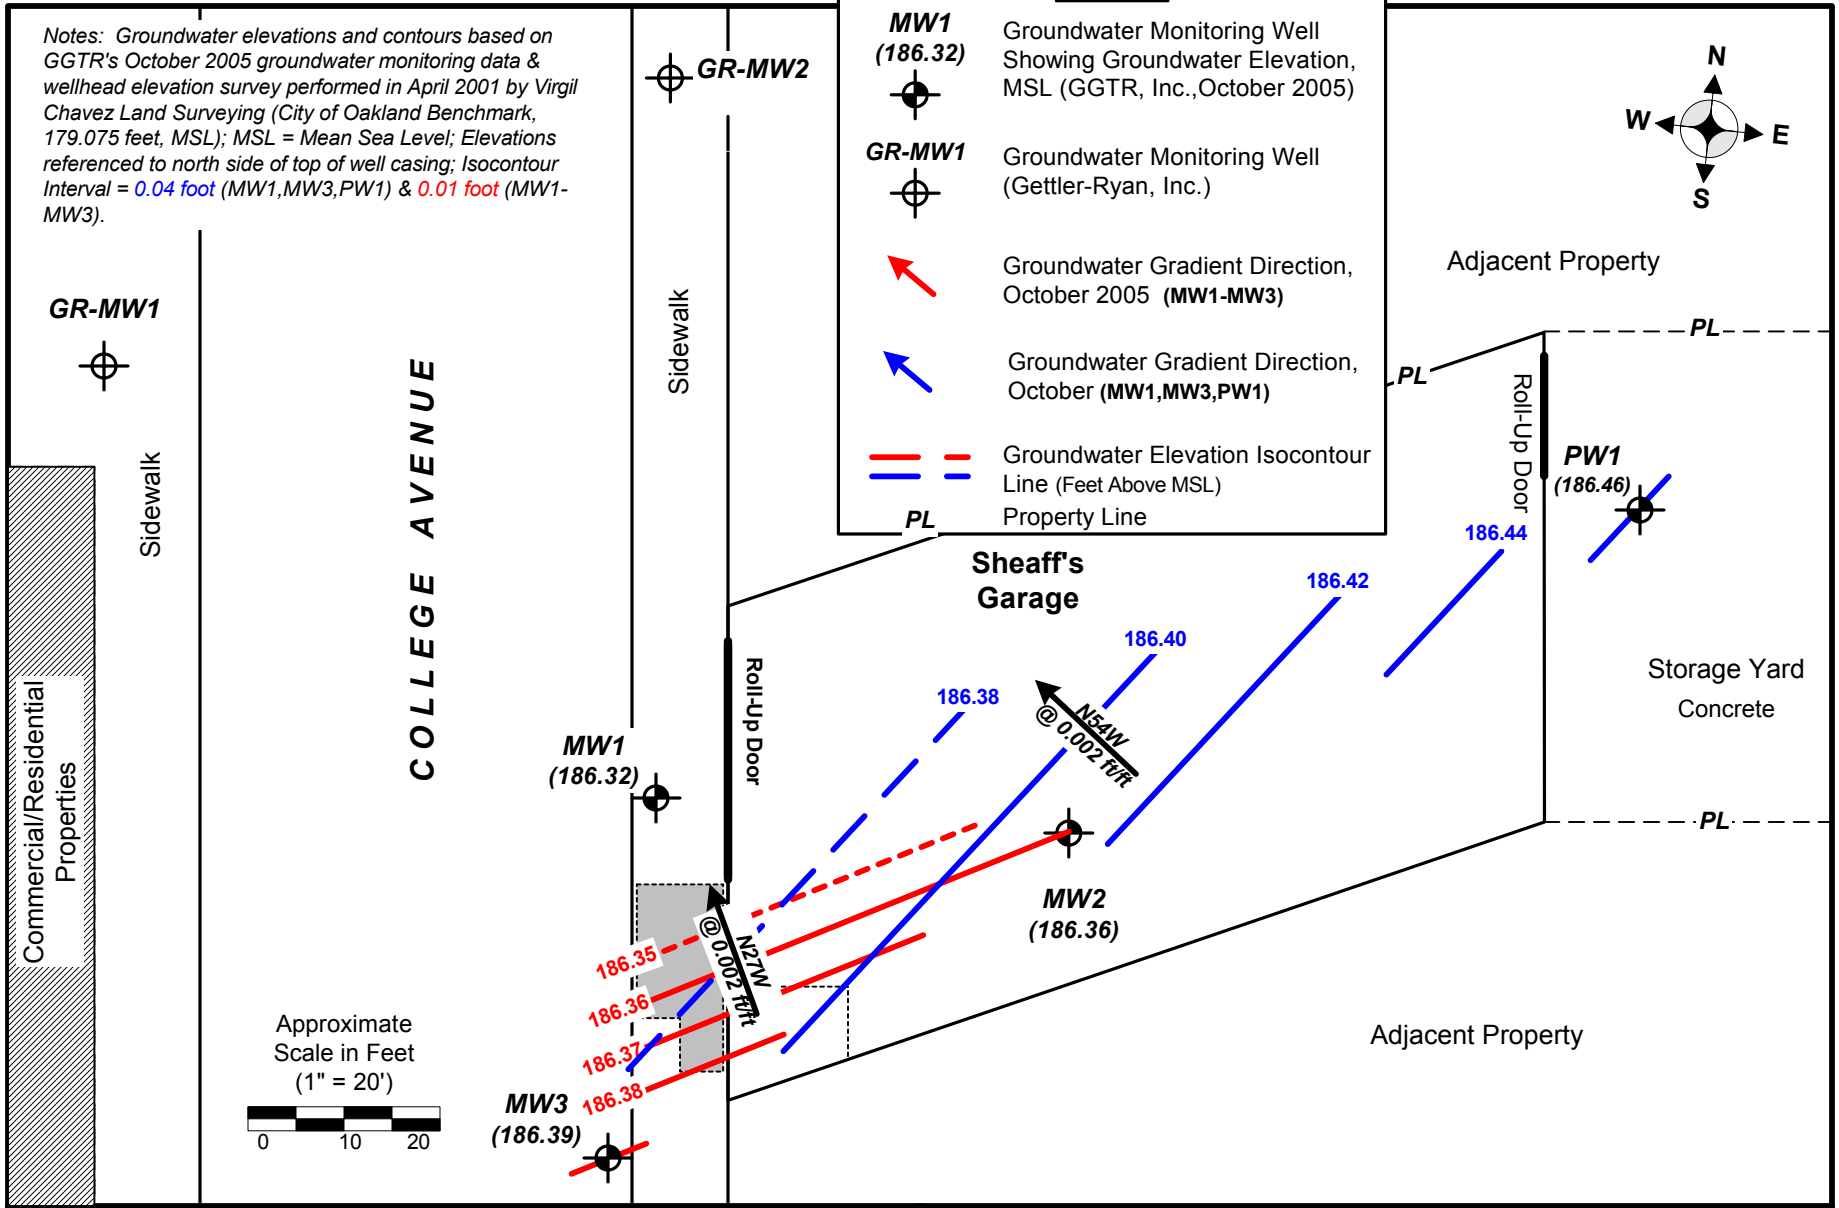 Notes: Groundwater elevations and contours based on
GGTR's October 2005 groundwater monitoring data &
wellhead elevation survey performed in April 2001 by Virgil
Chavez Land Surveying (City of Oakland Benchmark,
179.075 feet, MSL); MSL = Mean Sea Level; Elevations
referenced to north side of top of well casing; Isocontour
Interval = 0.04 foot (MW1,MW3,PW1) & 0.01 foot (MW1-
MW3).
GR-MW2
MW1
(186.32)
Groundwater Monitoring Well
Showing Groundwater Elevation,
MSL (GGTR, Inc.,October 2005)
GR-MW1
Groundwater Monitoring Well
(Gettler-Ryan, Inc.)
Groundwater Gradient Direction,
October 2005 (MW1-MW3)
Groundwater Gradient Direction,
October (MW1,MW3,PW1)
Groundwater Elevation Isocontour
Line (Feet Above MSL)
PL
Property Line
N
W
E
S
Adjacent Property
PL
PL
GR-MW1
Sidewalk
COLLEGE AVENUE
Sidewalk
Roll-Up Door
PW1
(186.46)
Sheaff's
Garage
186.44
186.42
186.40
186.38
Storage Yard
Concrete
N54W
@ 0.002 ft/ft
Roll-Up Door
MW1
(186.32)
Commercial/Residential
Properties
PL
MW2
(186.36)
N27W
@ 0.002 ft/ft
186.35
186.36
186.37
186.38
Adjacent Property
Approximate
Scale in Feet
(1" = 20')
0 10 20
MW3
(186.39)